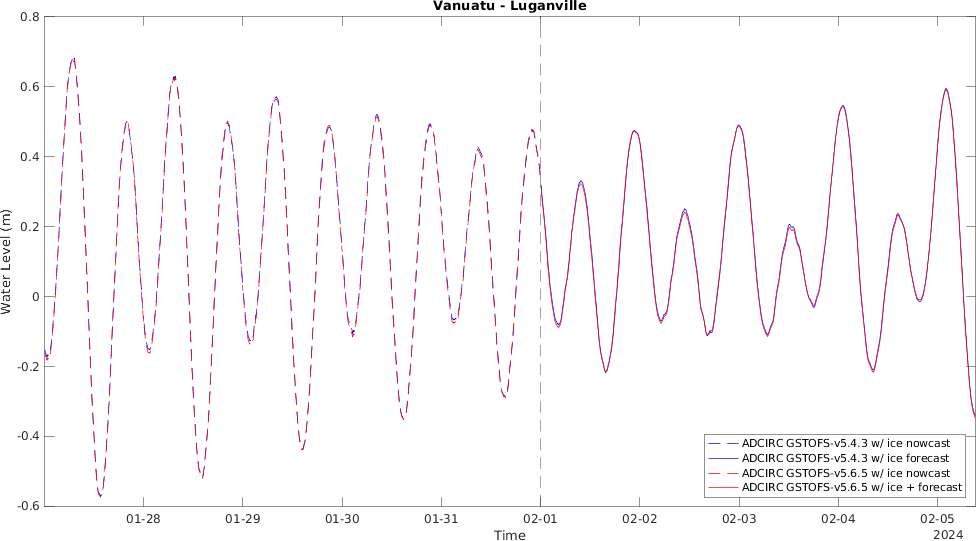 Vanuatu - Luganville
Water Level (m)
0.8
0.6
0.4
0.2
0
-0.2
-0.4
-0.6
01-28
01-29
01-30
01-31
02-01
02-02
02-03
02-04
02-05
Time
2024
ADCIRC GSTOFS-v5.4.3 w/ ice nowcast
ADCIRC GSTOFS-v5.4.3 w/ ice forecast
ADCIRC GSTOFS-v5.6.5 w/ ice nowcast
ADCIRC GSTOFS-v5.6.5 w/ ice + forecast